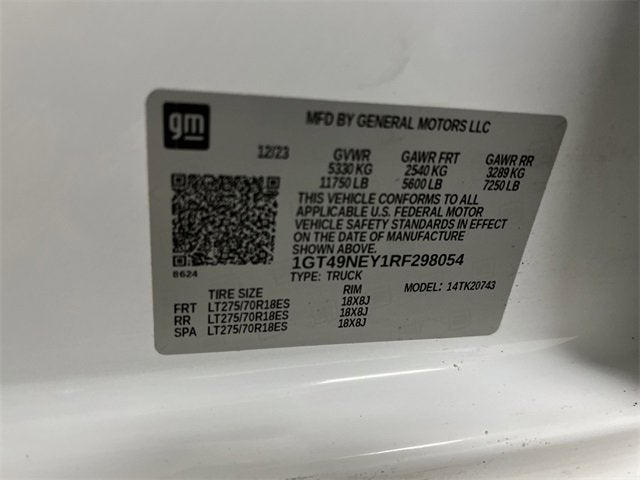 gm
MFD BY GENERAL MOTORS LLC
12/23 GVWR GAWR FRT GAWR RR
5330 KG 2540 KG 3289 KG
11750 LB 5600 LB 7250 LB
THIS VEHICLE CONFORMS TO ALL
APPLICABLE U.S. FEDERAL MOTOR
VEHICLE SAFETY STANDARDS IN EFFECT
ON THE DATE OF MANUFACTURE
SHOWN ABOVE.
8624 1GT49NEY1RF298054
TYPE: TRUCK MODEL: 14TK20743
TIRE SIZE RIM
FRT LT275/70R18ES 18X8J
RR LT275/70R18ES 18X8J
SPA LT275/70R18ES 18X8J